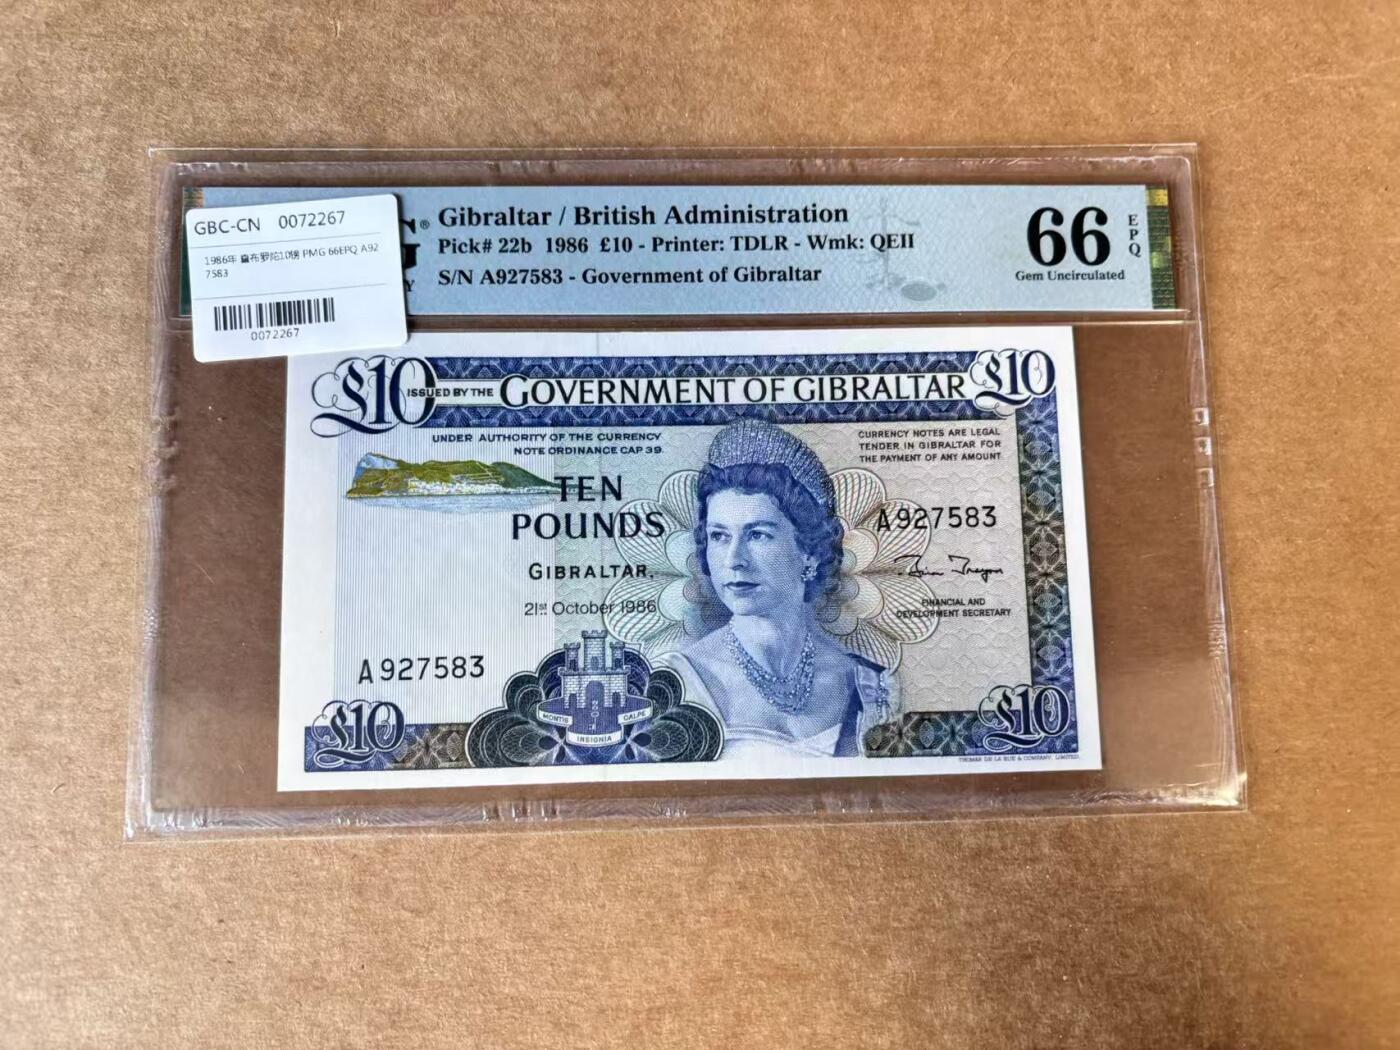 GBC-CN 0072267
1986年 直布罗陀10镑 PMG 66EPQ A92
7583
0072267
G®
Y
Gibraltar / British Administration
Pick# 22b 1986 £10 - Printer: TDLR - Wmk: QEII
S/N A927583 - Government of Gibraltar
66
EPQ
Gem Uncirculated
£10
ISSUED BY THE GOVERNMENT OF GIBRALTAR
£10
UNDER AUTHORITY OF THE CURRENCY
NOTE ORDINANCE CAP 39
CURRENCY NOTES ARE LEGAL
TENDER IN GIBRALTAR FOR
THE PAYMENT OF ANY AMOUNT
TEN
POUNDS
A927583
GIBRALTAR,
21st October 1986
FINANCIAL AND
DEVELOPMENT SECRETARY
A927583
MONTIS CALPE
INSIGNIA
£10
£10
THOMAS DE LA RUE & COMPANY, LIMITED.